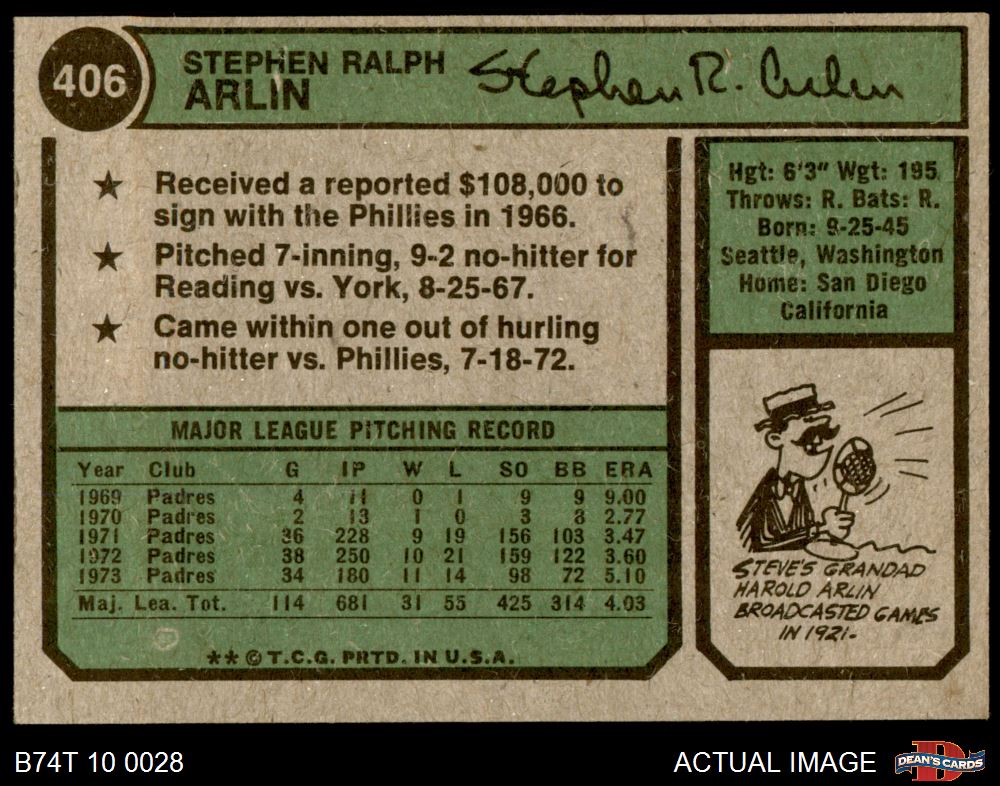 406
STEPHEN RALPH
ARLIN
Stephen R. Arlin
★ Received a reported $108,000 to
sign with the Phillies in 1966.
★ Pitched 7-inning, 9-2 no-hitter for
Reading vs. York, 8-25-67.
★ Came within one out of hurling
no-hitter vs. Phillies, 7-18-72.
Hgt: 6'3" Wgt: 195
Throws: R. Bats: R.
Born: 9-25-45
Seattle, Washington
Home: San Diego
California
MAJOR LEAGUE PITCHING RECORD
Year Club G IP W L SO BB ERA
1969 Padres 4 11 0 1 9 9 9.00
1970 Padres 2 13 1 0 3 8 2.77
1971 Padres 36 228 9 19 156 103 3.47
1972 Padres 38 250 10 21 159 122 3.60
1973 Padres 34 180 11 14 98 72 5.10
Maj. Lea. Tot. 114 681 31 55 425 314 4.03
** © T.C.G. PRTD. IN U.S.A.
STEVE'S GRANDAD
HAROLD ARLIN
BROADCASTED GAMES
IN 1921.
B74T 10 0028
ACTUAL IMAGE
DEAN'S CARDS